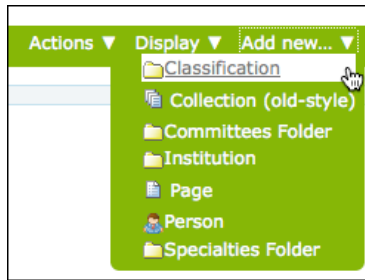 Actions ▼ Display ▼ Add new... ▼
Classification
Collection (old-style)
Committees Folder
Institution
Page
Person
Specialties Folder